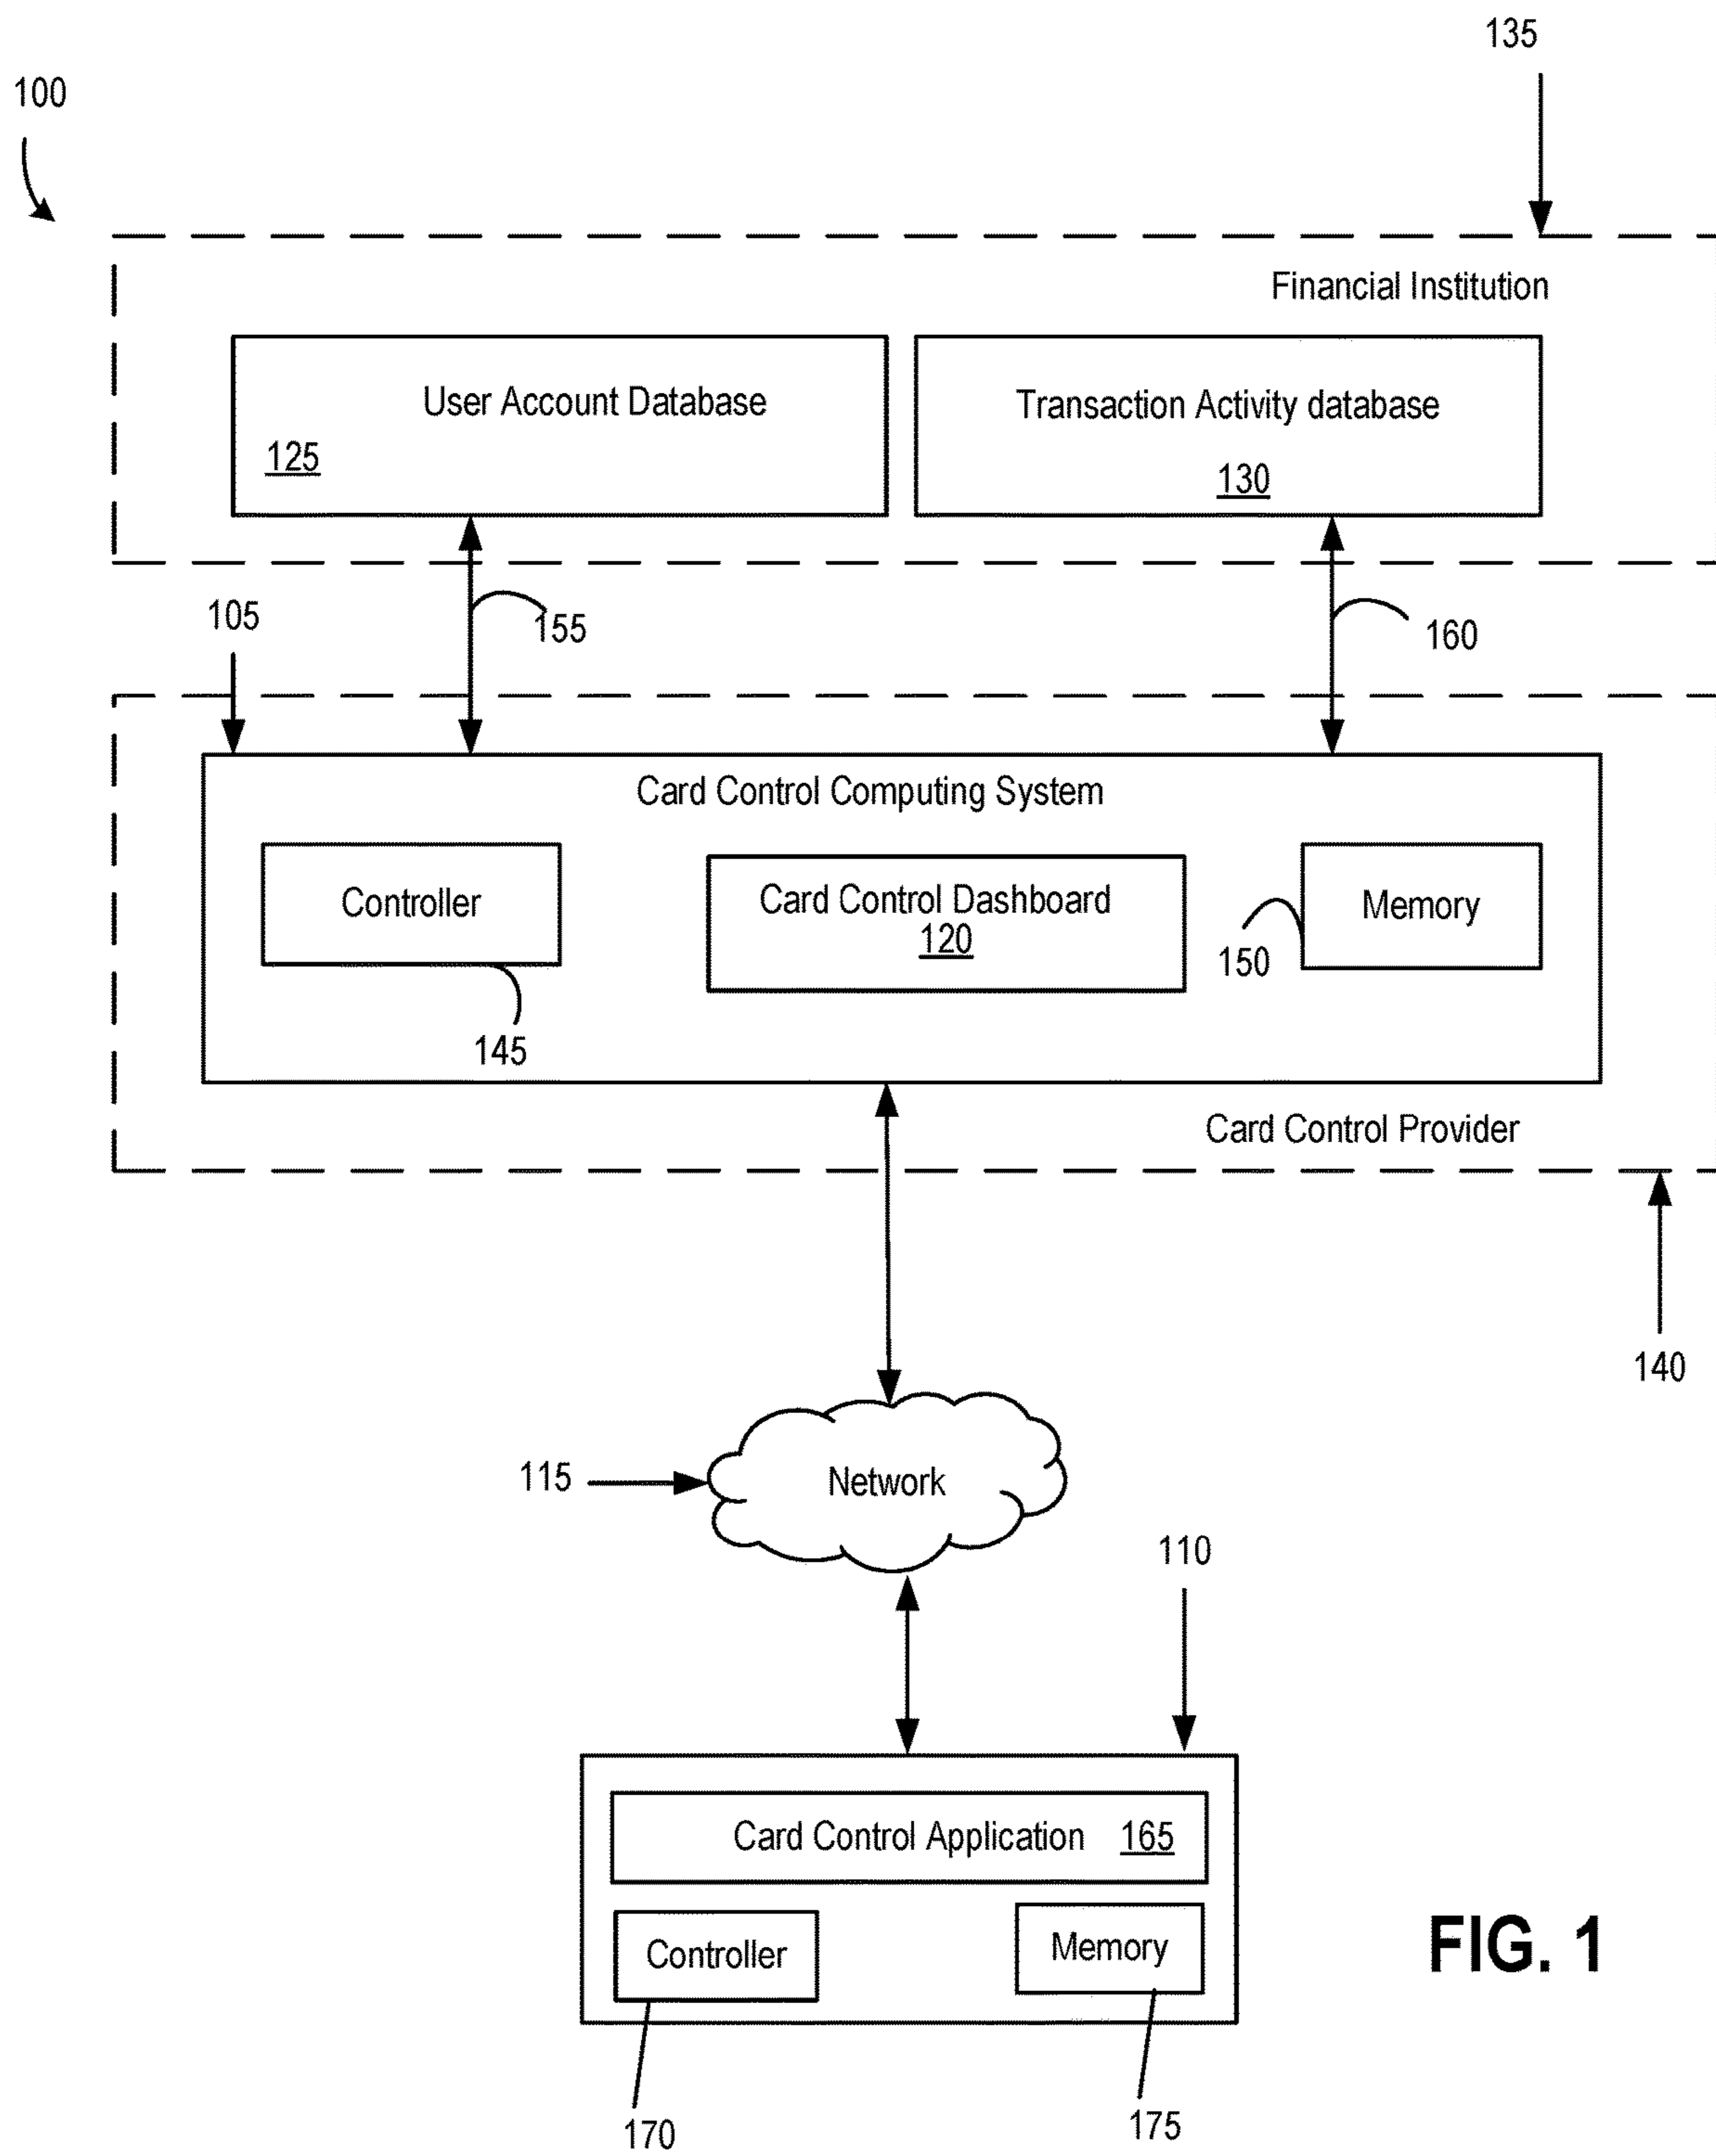 135
100
Financial Institution
User Account Database
125
Transaction Activity database
130
105
155
160
Card Control Computing System
Controller
145
Card Control Dashboard
120
Memory
150
Card Control Provider
140
115
Network
110
Card Control Application 165
Controller
Memory
170
175
FIG. 1